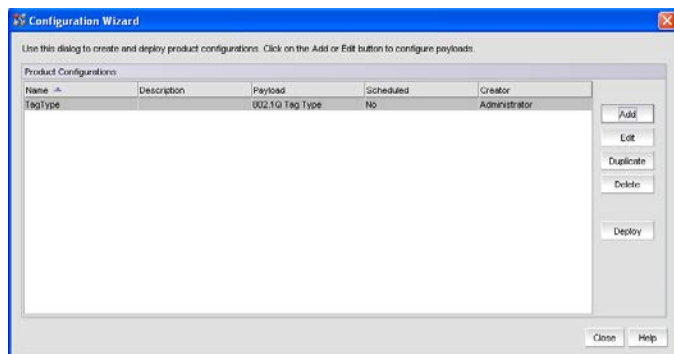 Configuration Wizard
Use this dialog to create and deploy product configurations. Click on the Add or Edit button to configure payloads.
Product Configurations
Name Description Payload Scheduled Creator
TagType 802.1Q Tag Type No Administrator
Add
Edit
Duplicate
Delete
Deploy
Close Help